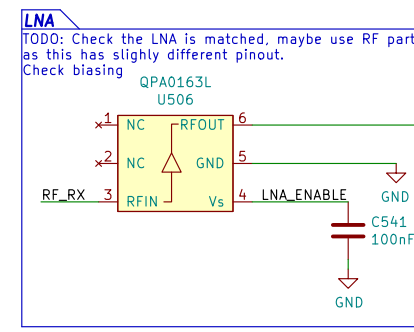 LNA
TODO: Check the LNA is matched, maybe use RF part
as this has slighly different pinout.
Check biasing
QPA0163L
U506
1 NC RFOUT 6
2 NC GND 5
GND
RF_RX 3 RFIN Vs 4 LNA_ENABLE
C541
100nF
GND